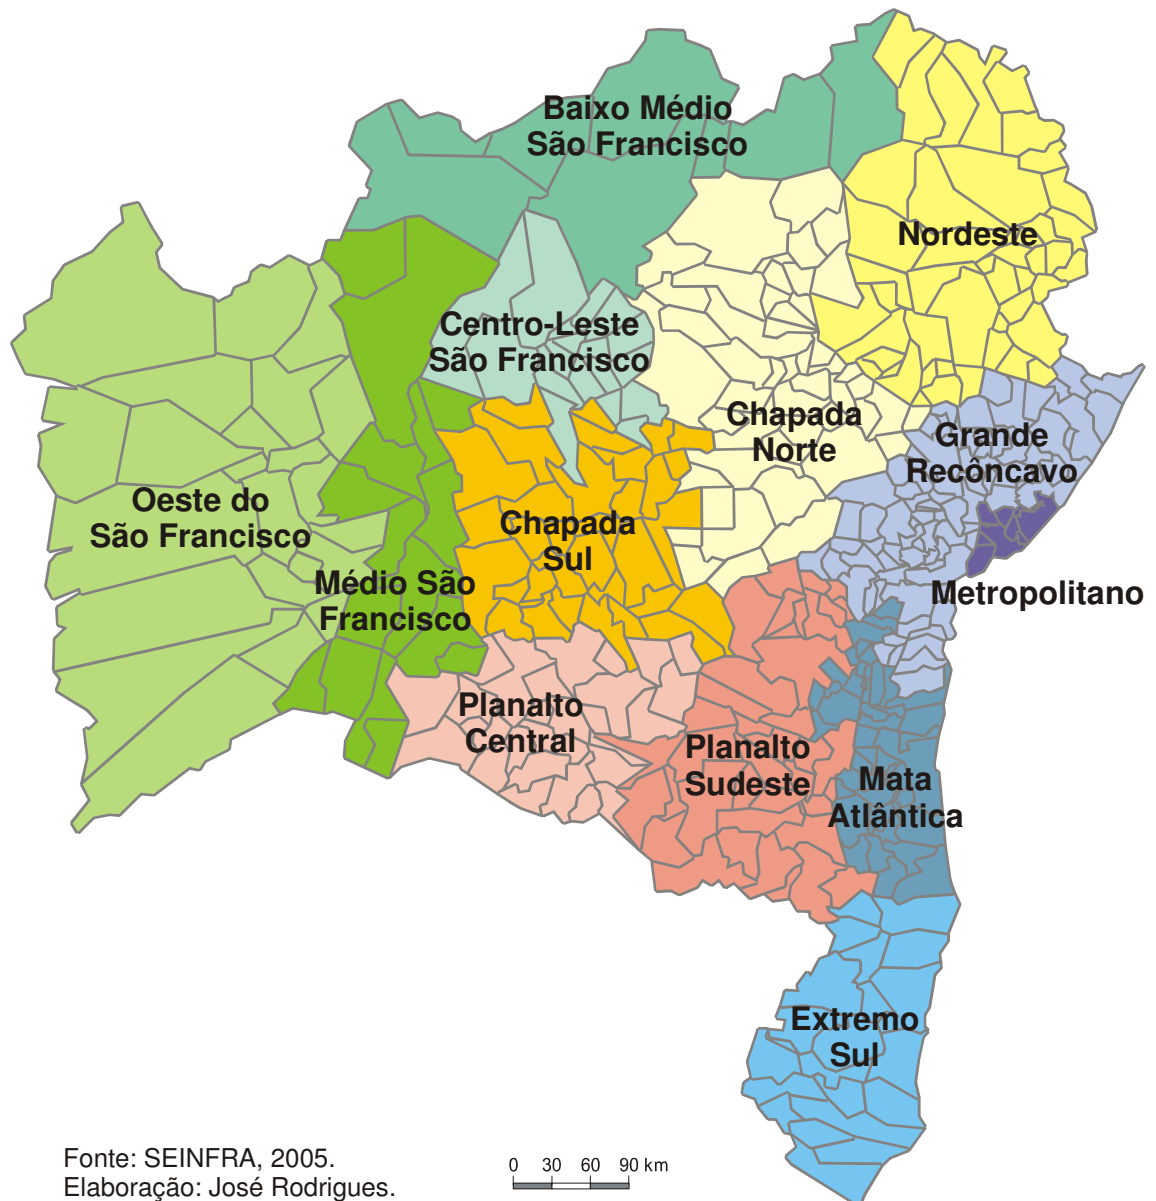 Baixo Médio
São Francisco
Nordeste
Centro-Leste
São Francisco
Chapada
Norte
Grande
Recôncavo
Oeste do
São Francisco
Chapada
Sul
Médio São
Francisco
Metropolitano
Planalto
Central
Planalto
Sudeste
Mata
Atlântica
Extremo
Sul
Fonte: SEINFRA, 2005.
Elaboração: José Rodrigues.
0 30 60 90 km